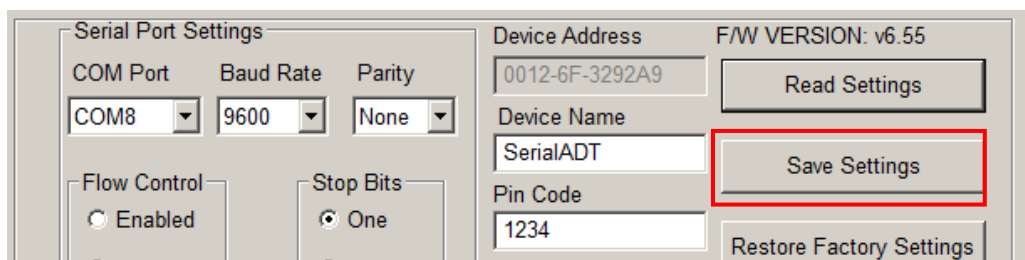 Serial Port Settings
COM Port Baud Rate Parity
COM8 9600 None
Flow Control
Enabled
Stop Bits
One
Device Address
0012-6F-3292A9
Device Name
SerialADT
Pin Code
1234
F/W VERSION: v6.55
Read Settings
Save Settings
Restore Factory Settings